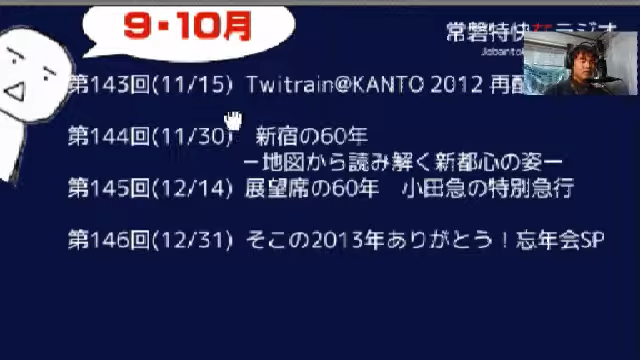 9・10月
常磐特快
第143回(11/15) Twitrain@KANTO 2012 再
第144回(11/30) 新宿の60年
－地図から読み解く新都心の姿－
第145回(12/14) 展望席の60年 小田急の特別急行
第146回(12/31) そこの2013年ありがとう！忘年会SP